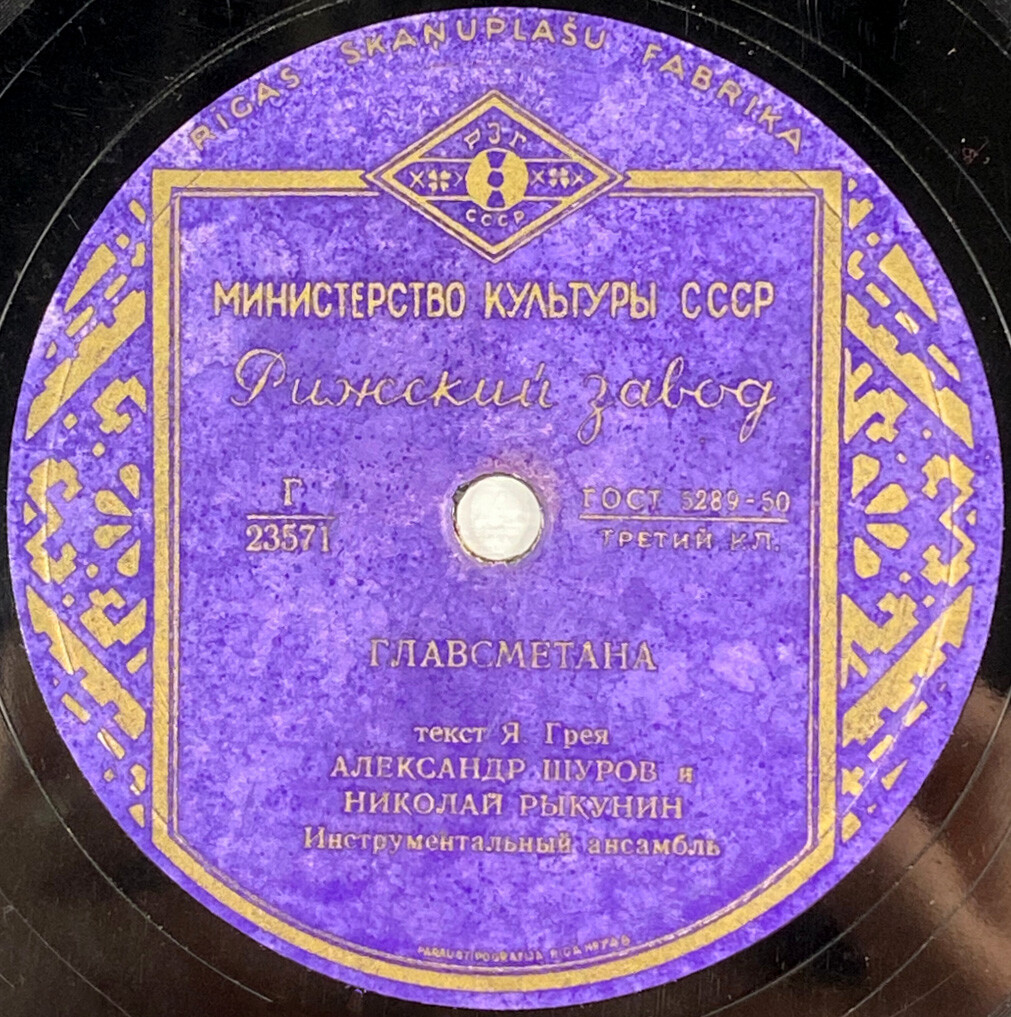 RIGAS SKAŅUPLAŠU FABRIKA
РЗГ
СССР
МИНИСТЕРСТВО КУЛЬТУРЫ СССР
Рижский завод
Г
23571
ГОСТ 5289-50
ТРЕТИЙ КЛ.
ГЛАВСМЕТАНА
текст Я. Грея
АЛЕКСАНДР ШУРОВ и
НИКОЛАЙ РЫКУНИН
Инструментальный ансамбль